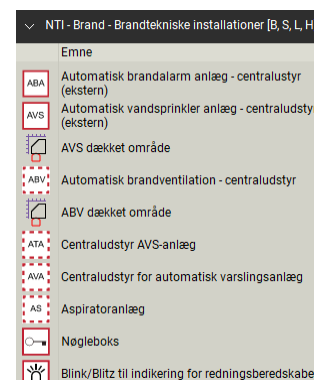 NTI - Brand - Brandtekniske installationer [B, S, L, H
Emne
ABA Automatisk brandalarm anlæg - centralustyr
(ekstern)
AVS Automatisk vandsprinkler anlæg - centraludsty
(ekstern)
AVS dækket område
ABV Automatisk brandventilation - centraludstyr
ABV dækket område
ATA Centraludstyr AVS-anlæg
AVA Centraludstyr for automatisk varslingsanlæg
AS Aspiratoranlæg
Nøgleboks
Blink/Blitz til indikering for redningsberedskabe